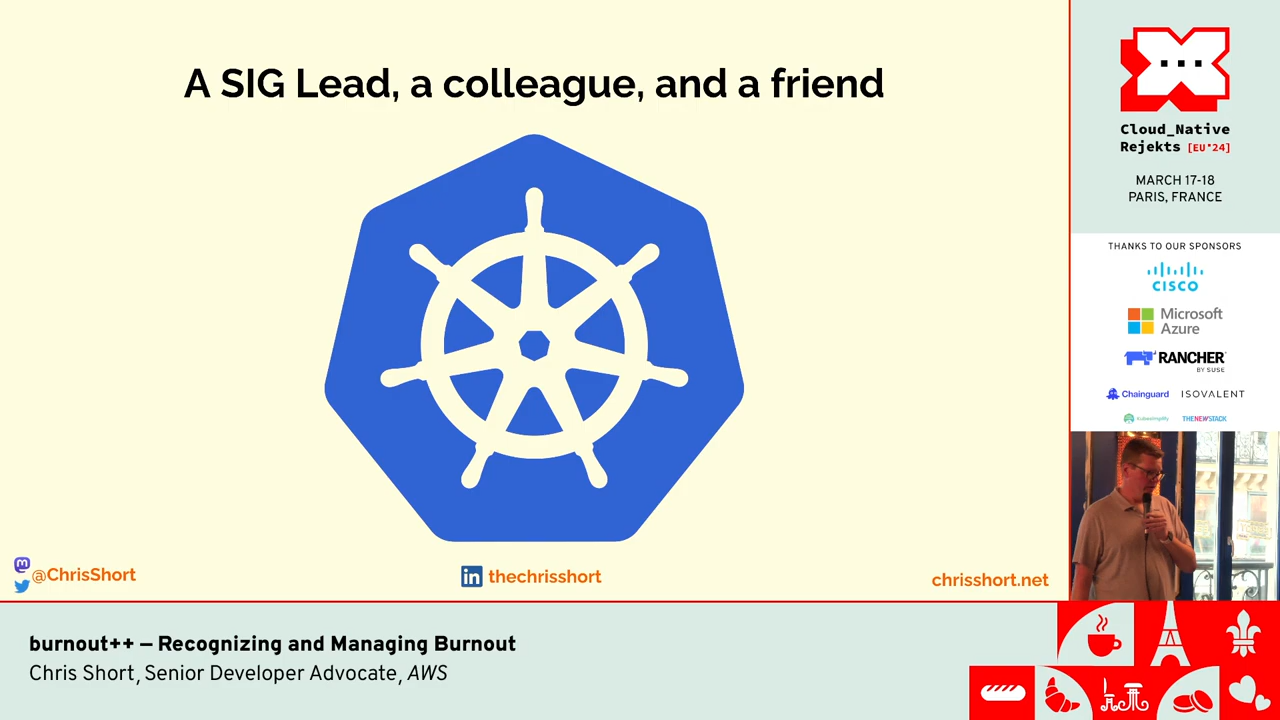 A SIG Lead, a colleague, and a friend
@ChrisShort
in thechrisshort
chrisshort.net
Cloud_Native
Rejekts [EU*24]
MARCH 17-18
PARIS, FRANCE
THANKS TO OUR SPONSORS
CISCO
Microsoft
Azure
RANCHER
BY SUSE
Chainguard ISOVALENT
kubesimplify THENEWSTACK
burnout++ – Recognizing and Managing Burnout
Chris Short, Senior Developer Advocate, AWS